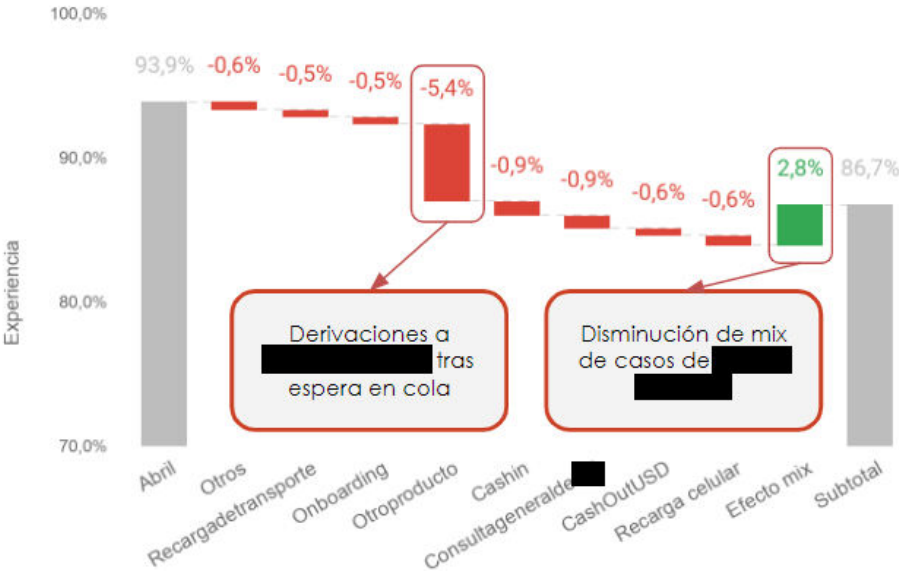 100,0%
93,9% -0,6% -0,5% -0,5% -5,4%
90,0%
-0,9% -0,9% -0,6% -0,6% 2,8% 86,7%
Experiencia
80,0%
Derivaciones a
tras
espera en cola
Disminución de mix
de casos de
70,0%
Abril
Otros
Recargadetransporte
Onboarding
Otroproducto
Cashin
Consultageneralde
CashOutUSD
Recarga celular
Efecto mix
Subtotal